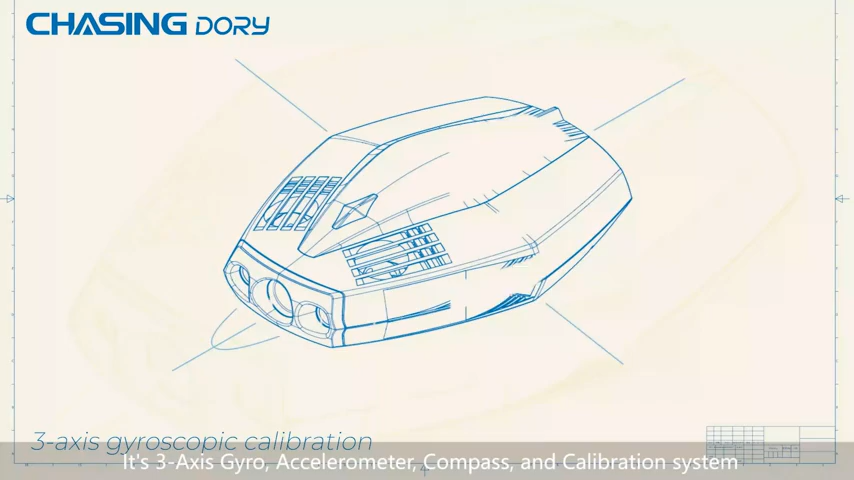 CHASING DORY
3-axis gyroscopic calibration
It's 3-Axis Gyro, Accelerometer, Compass, and Calibration system